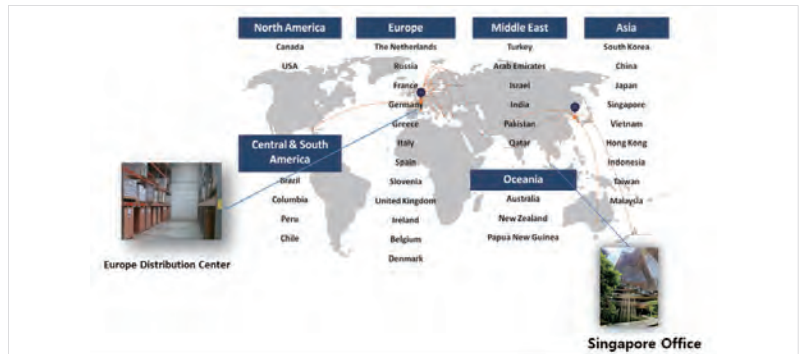 North America
Canada
USA
Central & South
America
Brazil
Columbia
Peru
Chile
Europe
The Netherlands
Russia
France
Germany
Greece
Italy
Spain
Slovenia
United Kingdom
Ireland
Belgium
Denmark
Middle East
Turkey
Arab Emirates
Israel
India
Pakistan
Qatar
Oceania
Australia
New Zealand
Papua New Guinea
Asia
South Korea
China
Japan
Singapore
Vietnam
Hong Kong
Indonesia
Taiwan
Malaysia
Europe Distribution Center
Singapore Office